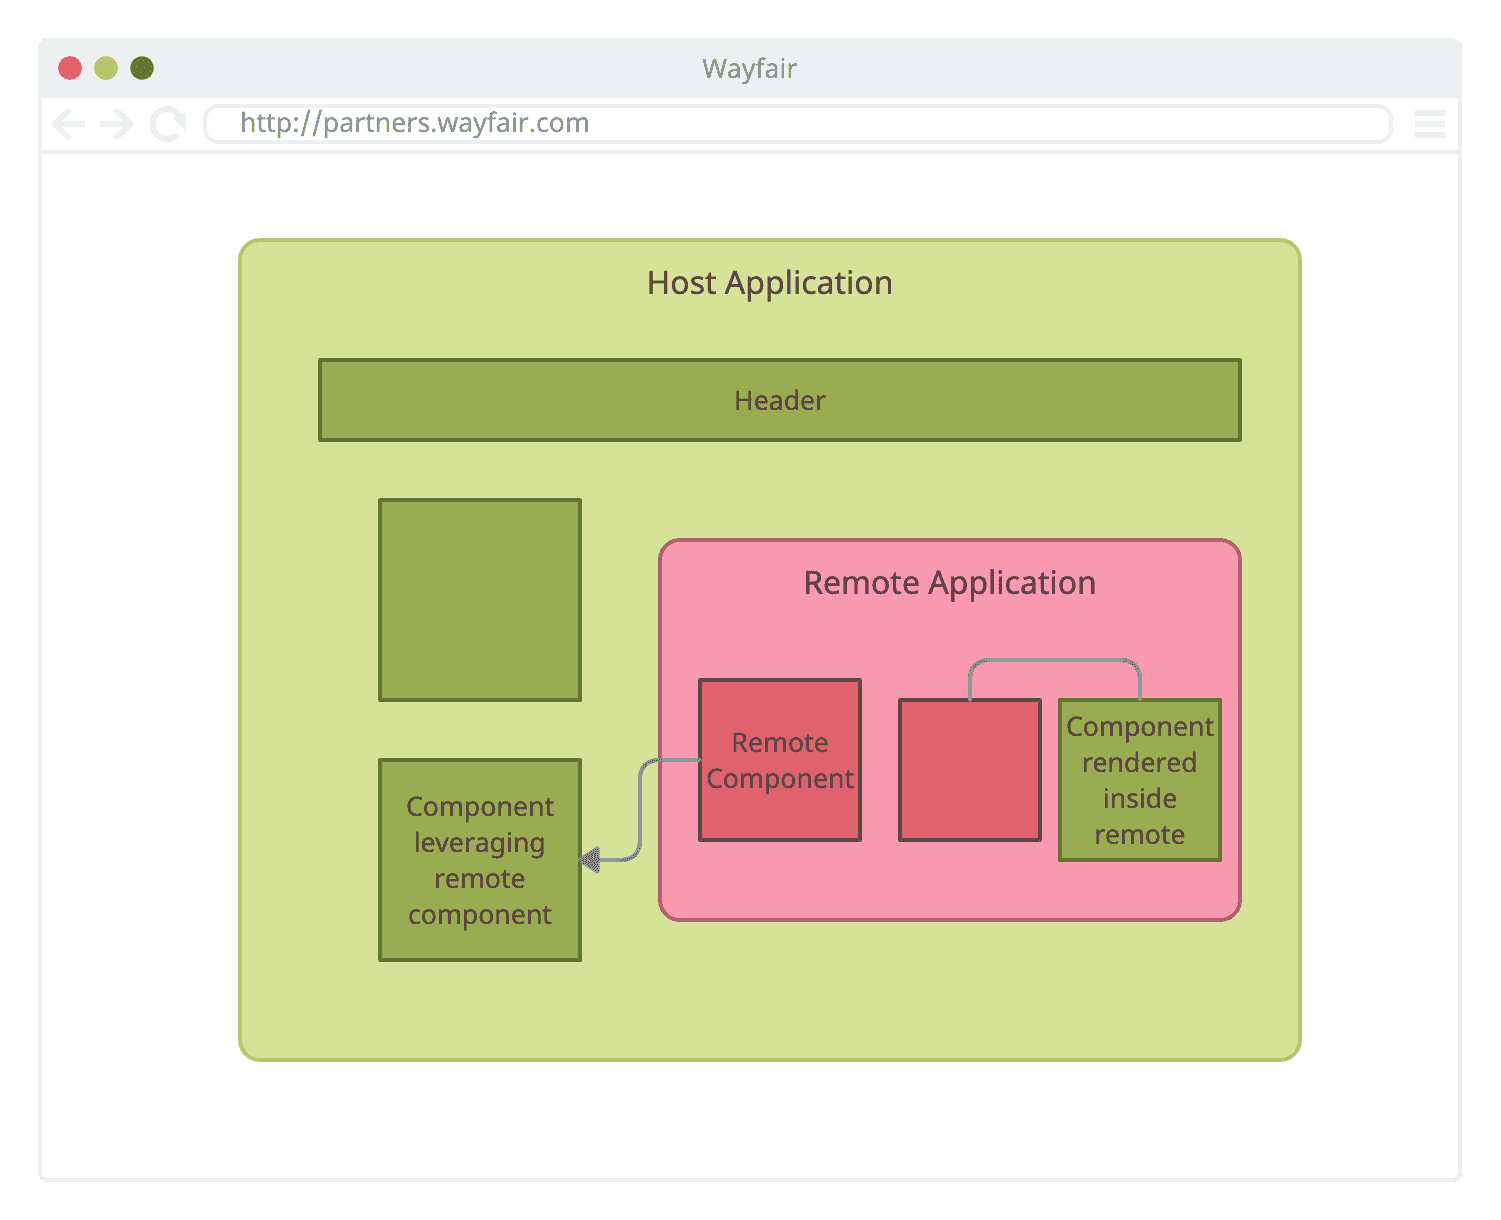 Wayfair
http://partners.wayfair.com
Host Application
Header
Remote Application
Remote
Component
Component
rendered
inside
remote
Component
leveraging
remote
component